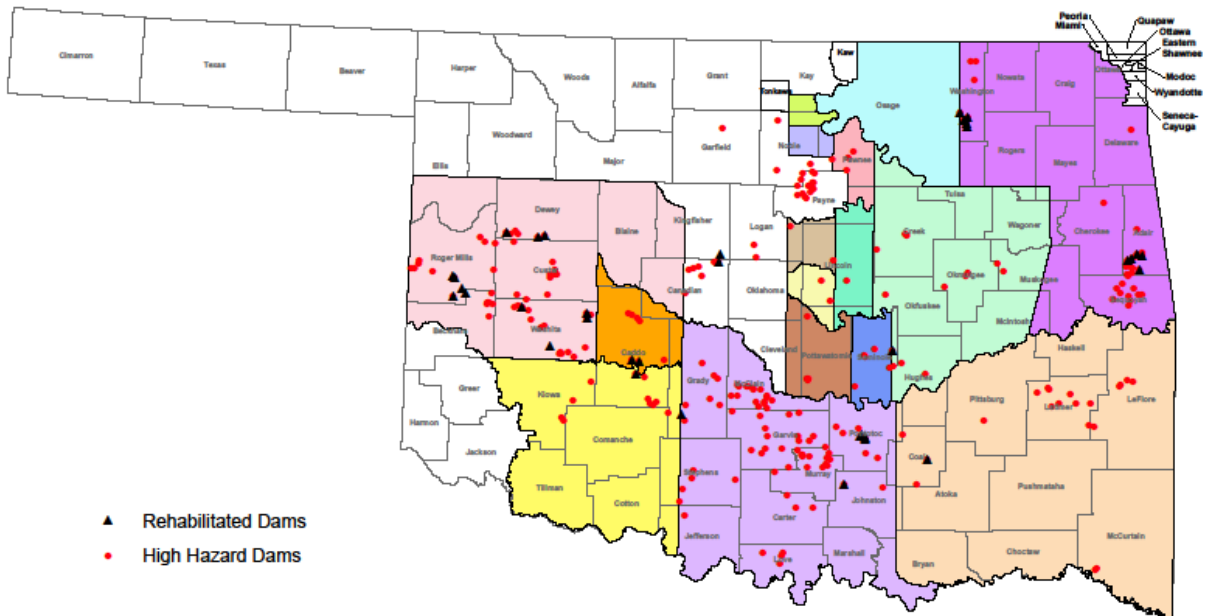 Peoria
Miami
Quapaw
Ottawa
Eastern
Shawnee
Modoc
Wyandotte
Seneca-
Cayuga
Cimarron
Texas
Beaver
Harper
Woods
Alfalfa
Grant
Kay
Kaw
Tonkawa
Osage
Washington
Nowata
Craig
Ottawa
Woodward
Ellis
Major
Garfield
Noble
Pawnee
Rogers
Mayes
Delaware
Dewey
Blaine
Kingfisher
Logan
Payne
Creek
Tulsa
Wagoner
Cherokee
Adair
Roger Mills
Custer
Canadian
Oklahoma
Lincoln
Okmulgee
Muskogee
Sequoyah
Okfuskee
McIntosh
Beckham
Washita
Caddo
Cleveland
Pottawatomie
Seminole
Hughes
Haskell
Greer
Kiowa
Grady
McClain
Pittsburg
Latimer
LeFlore
Harmon
Jackson
Comanche
Garvin
Pontotoc
Coal
Tillman
Cotton
Stephens
Murray
Johnston
Atoka
Pushmataha
Jefferson
Carter
Love
Marshall
Bryan
Choctaw
McCurtain
Rehabilitated Dams
High Hazard Dams